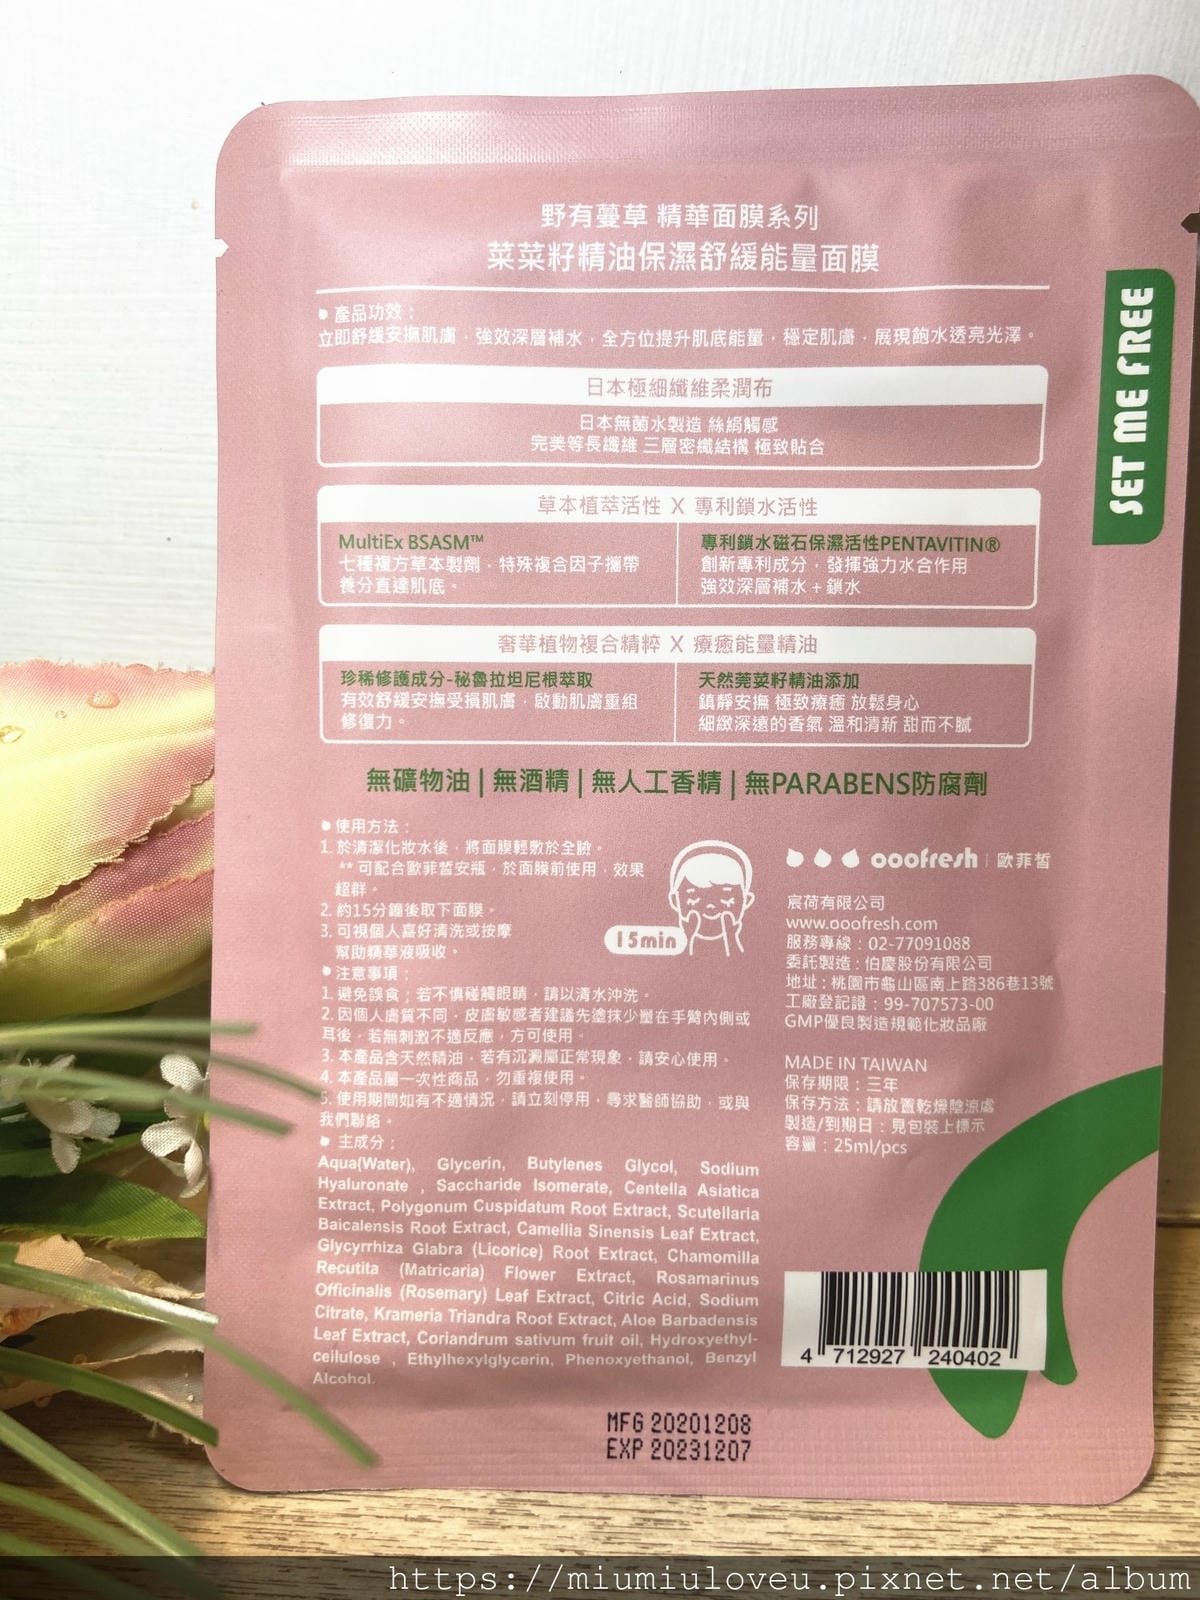 野有蔓草 精華面膜系列
菜菜籽精油保濕舒緩能量面膜
產品功效：
立即舒緩安撫肌膚，強效深層補水，全方位提升肌底能量，穩定肌膚，展現飽水透亮光澤。
SET ME FREE
日本極細纖維柔潤布
日本無菌水製造 絲絹觸感
完美等長纖維 三層密織結構 極致貼合
草本植萃活性 X 專利鎖水活性
MultiEx BSASM™
七種複方草本製劑，特殊複合因子攜帶
養分直達肌底。
專利鎖水磁石保濕活性PENTAVITIN®
創新專利成分，發揮強力水合作用
強效深層補水＋鎖水
奢華植物複合精粹 X 療癒能量精油
珍稀修護成分-秘魯拉坦尼根萃取
有效舒緩安撫受損肌膚，啟動肌膚重組
修復力。
天然莞荽籽精油添加
鎮靜安撫 極致療癒 放鬆身心
細緻深遠的香氣 溫和清新 甜而不膩
無礦物油 | 無酒精 | 無人工香精 | 無PARABENS防腐劑
使用方法：
1. 於清潔化妝水後，將面膜輕敷於全臉。
** 可配合歐菲皙安瓶，於面膜前使用，效果
超群。
2. 約15分鐘後取下面膜。
3. 可視個人喜好清洗或按摩
幫助精華液吸收。
15min
注意事項：
1. 避免誤食；若不慎碰觸眼睛，請以清水沖洗。
2. 因個人膚質不同，皮膚敏感者建議先塗抹少量在手臂內側或
耳後，若無刺激不適反應，方可使用。
3. 本產品含天然精油，若有沉澱屬正常現象，請安心使用。
4. 本產品屬一次性商品，勿重複使用。
5. 使用期間如有不適情況，請立刻停用，尋求醫師協助，或與
我們聯絡。
主成分：
Aqua(Water), Glycerin, Butylenes Glycol, Sodium
Hyaluronate , Saccharide Isomerate, Centella Asiatica
Extract, Polygonum Cuspidatum Root Extract, Scutellaria
Baicalensis Root Extract, Camellia Sinensis Leaf Extract,
Glycyrrhiza Glabra (Licorice) Root Extract, Chamomilla
Recutita (Matricaria) Flower Extract, Rosamarinus
Officinalis (Rosemary) Leaf Extract, Citric Acid, Sodium
Citrate, Krameria Triandra Root Extract, Aloe Barbadensis
Leaf Extract, Coriandrum sativum fruit oil, Hydroxyethyl-
cellulose , Ethylhexylglycerin, Phenoxyethanol, Benzyl
Alcohol.
ooofresh | 歐菲皙
宸荷有限公司
www.ooofresh.com
服務專線：02-77091088
委託製造：伯慶股份有限公司
地址：桃園市龜山區南上路386巷13號
工廠登記證：99-707573-00
GMP優良製造規範化妝品廠
MADE IN TAIWAN
保存期限：三年
保存方法：請放置乾燥陰涼處
製造/到期日：見包裝上標示
容量：25ml/pcs
4 712927 240402
MFG 20201208
EXP 20231207
https://miumiuloveu.pixnet.net/album